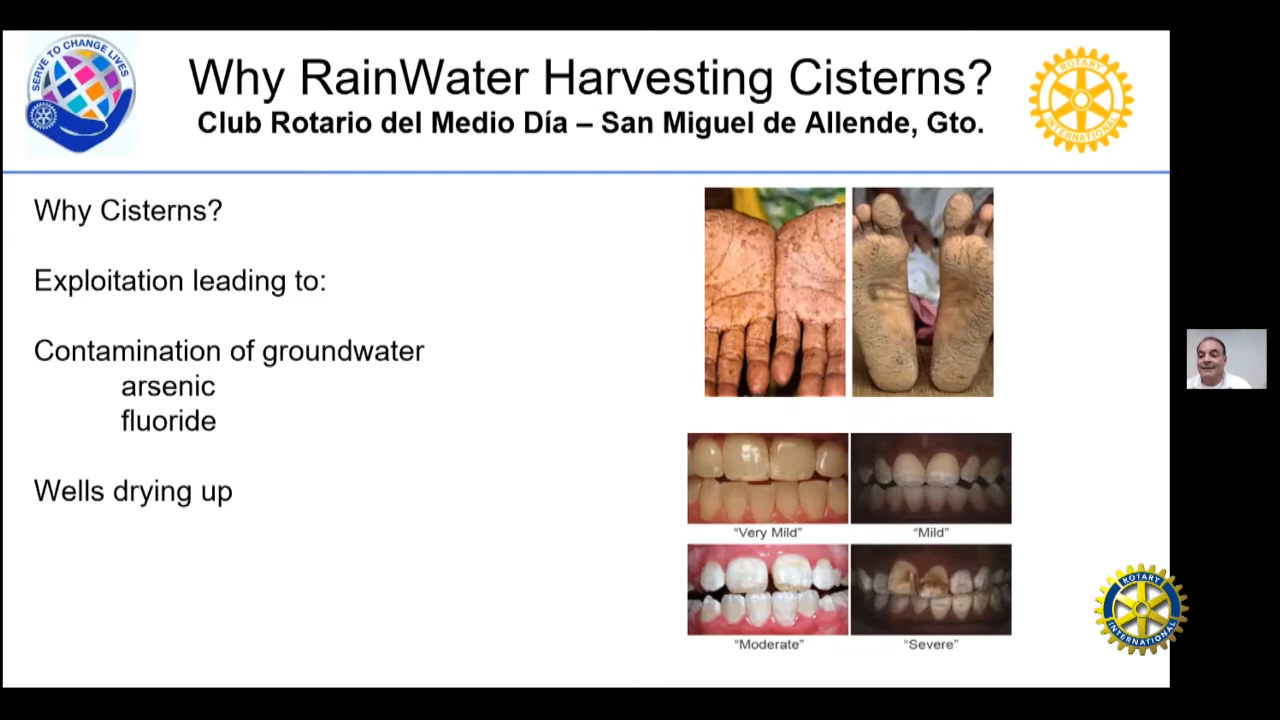 SERVE TO CHANGE LIVES
Why RainWater Harvesting Cisterns?
Club Rotario del Medio Día – San Miguel de Allende, Gto.
ROTARY
INTERNATIONAL
Why Cisterns?
Exploitation leading to:
Contamination of groundwater
arsenic
fluoride
Wells drying up
"Very Mild"
"Mild"
"Moderate"
"Severe"
ROTARY
INTERNATIONAL